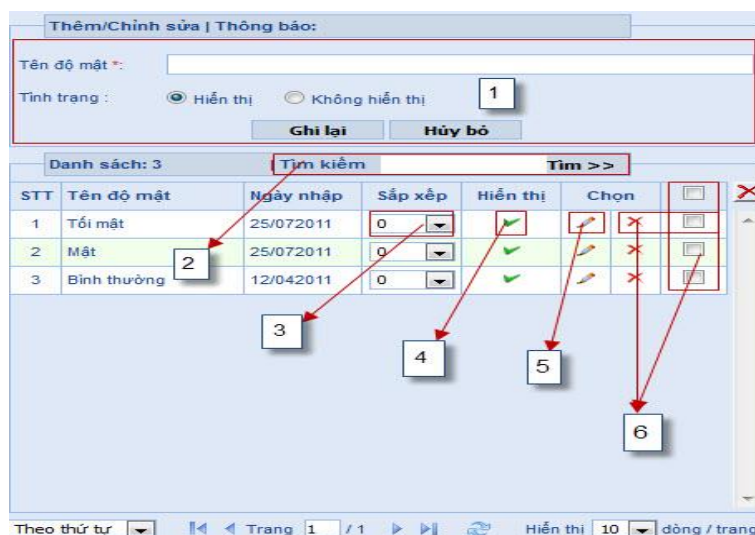 Thêm/Chỉnh sửa | Thông báo:
Tên độ mật *:
Tình trạng : Hiển thị Không hiển thị 1
Ghi lại Hủy bỏ
Danh sách: 3 | Tìm kiếm Tìm >>
STT Tên độ mật Ngày nhập Sắp xếp Hiển thị Chọn
1 Tối mật 25/072011 0
2 Mật 25/072011 0
2
3 Bình thường 12/042011 0
3
4
5
6
Theo thứ tự Trang 1 / 1 Hiển thị 10 dòng / trang